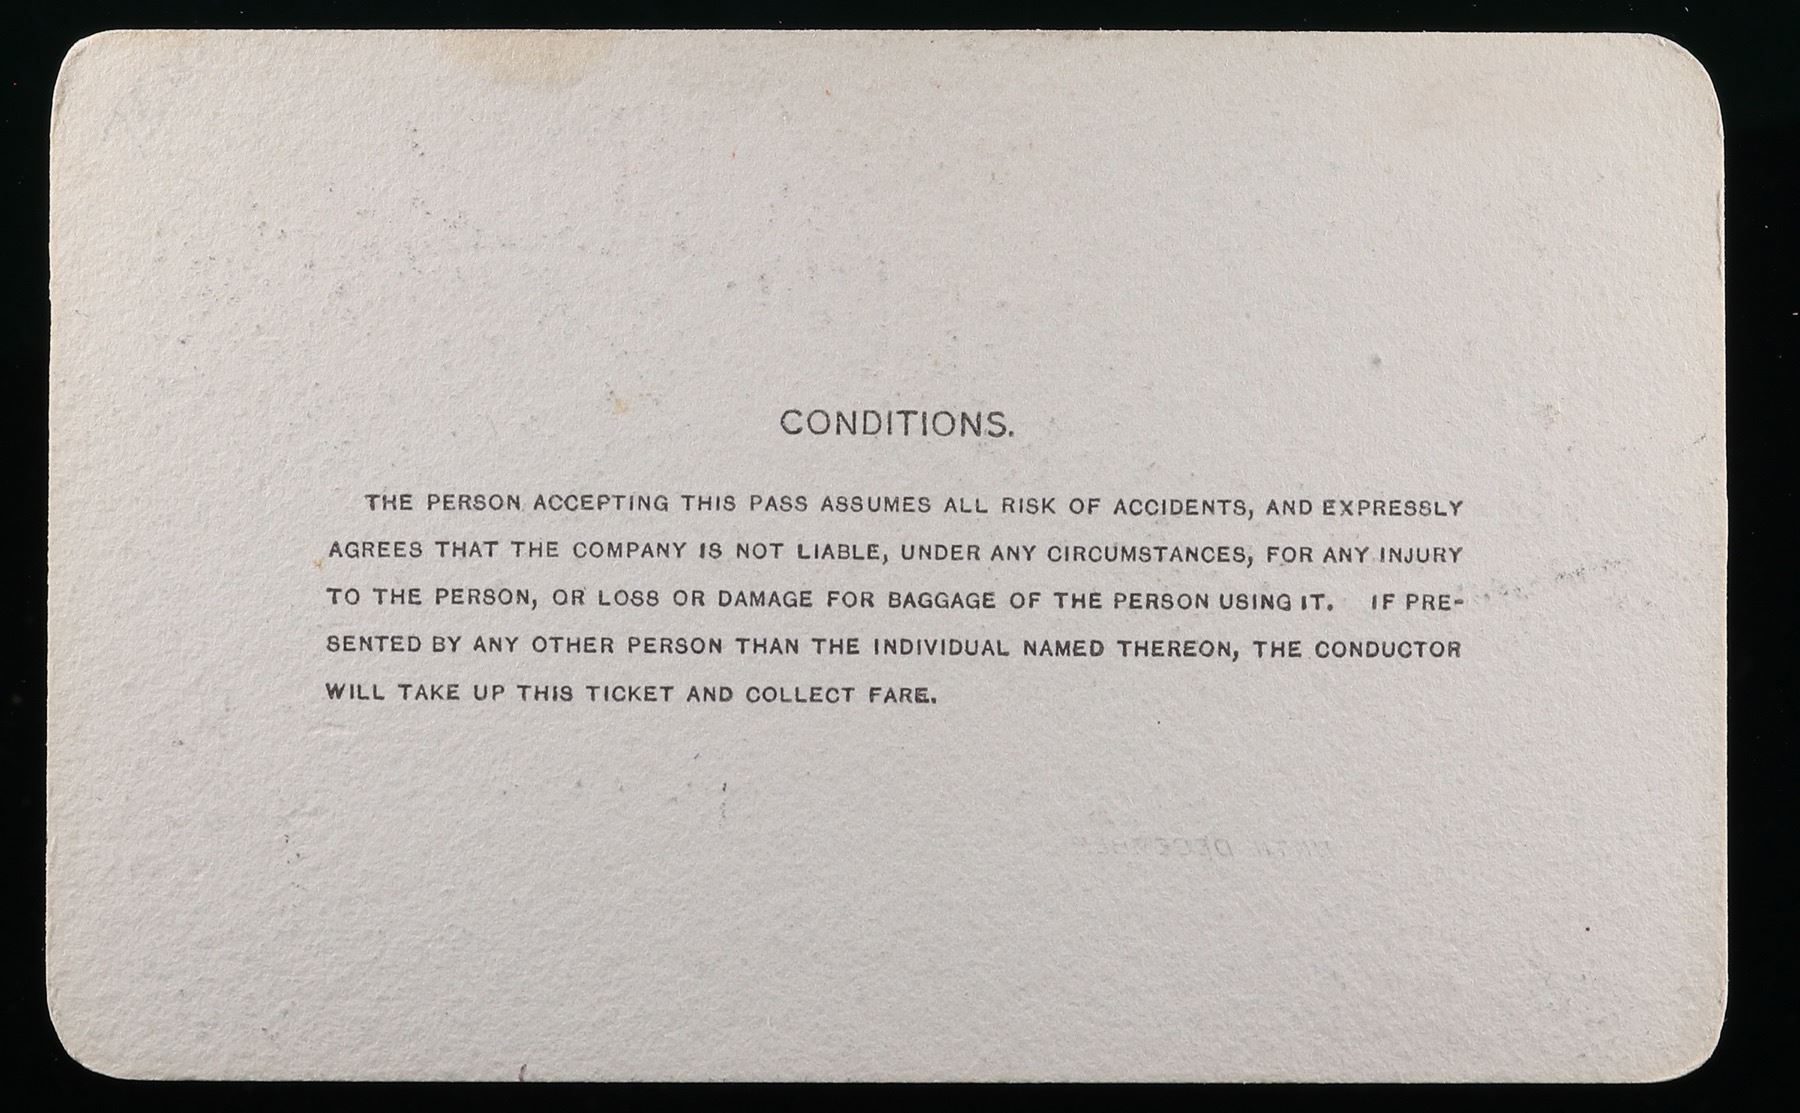 CONDITIONS.
THE PERSON ACCEPTING THIS PASS ASSUMES ALL RISK OF ACCIDENTS, AND EXPRESSLY
AGREES THAT THE COMPANY IS NOT LIABLE, UNDER ANY CIRCUMSTANCES, FOR ANY INJURY
TO THE PERSON, OR LOSS OR DAMAGE FOR BAGGAGE OF THE PERSON USING IT. IF PRE-
SENTED BY ANY OTHER PERSON THAN THE INDIVIDUAL NAMED THEREON, THE CONDUCTOR
WILL TAKE UP THIS TICKET AND COLLECT FARE.